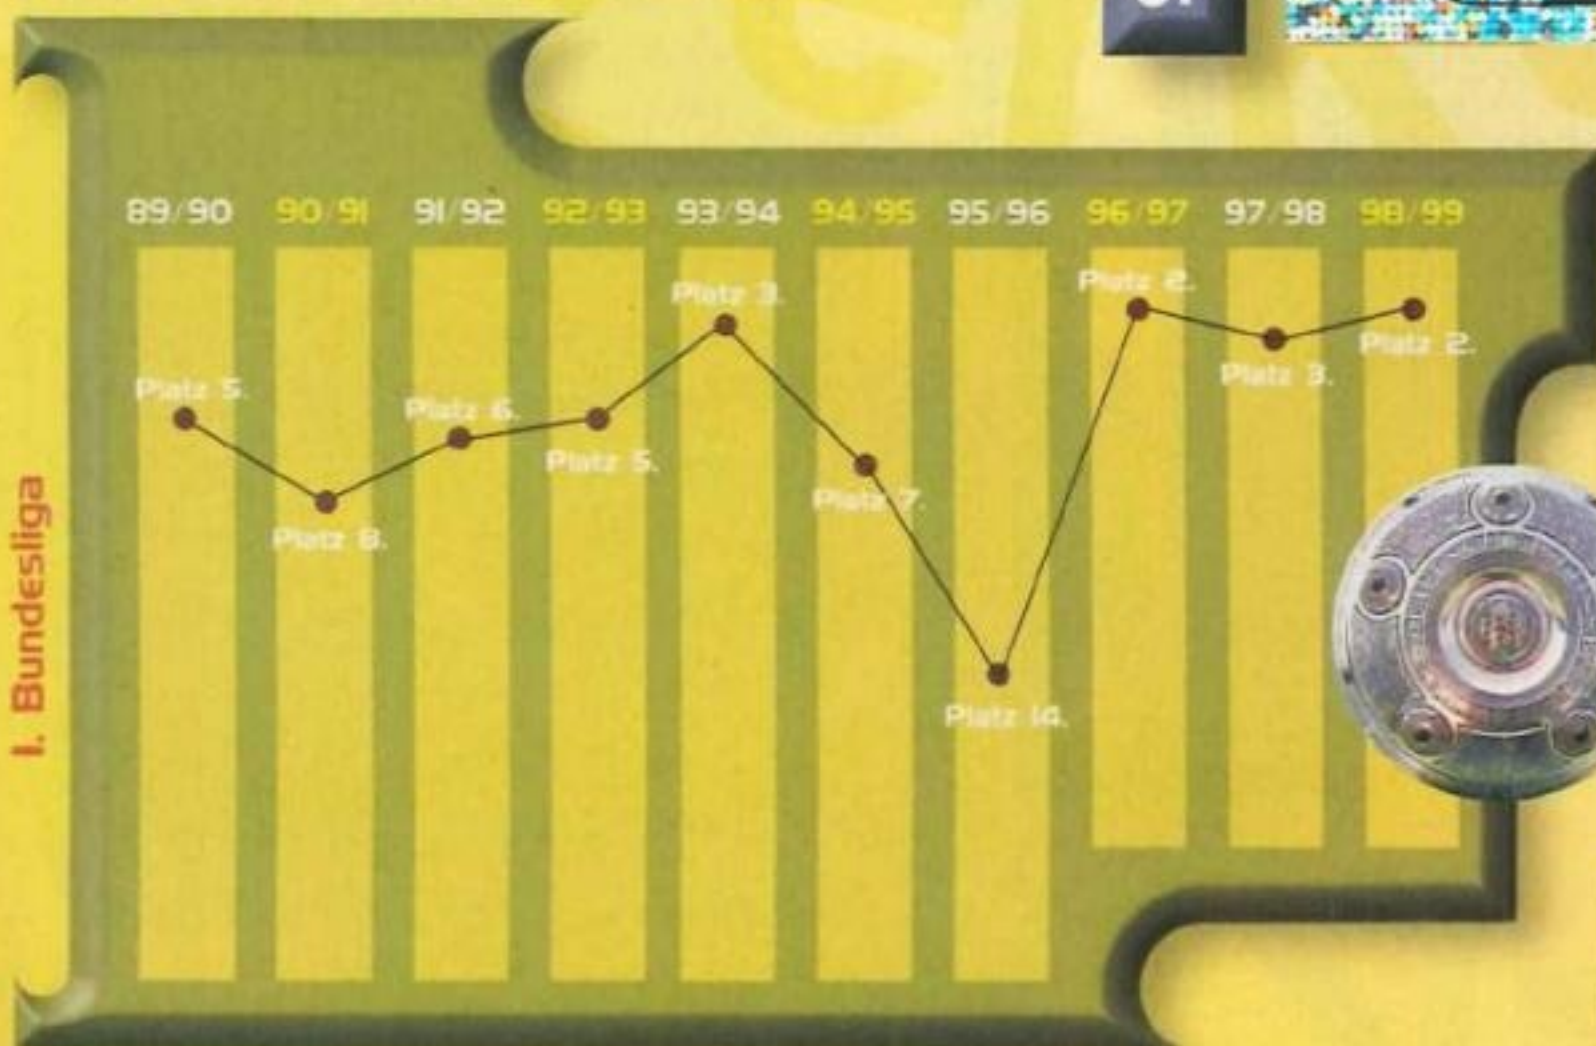 89/90 90/91 91/92 92/93 93/94 94/95 95/96 96/97 97/98 98/99
Platz 5.
Platz 8.
Platz 6.
Platz 5.
Platz 3.
Platz 7.
Platz 14.
Platz 2.
Platz 3.
Platz 2.
1. Bundesliga